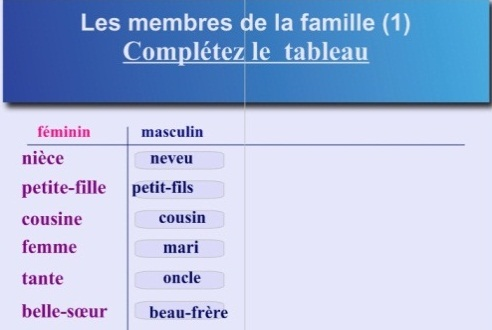 Les membres de la famille (1)
Complétez le tableau
féminin masculin
nièce neveu
petite-fille petit-fils
cousine cousin
femme mari
tante oncle
belle-sœur beau-frère